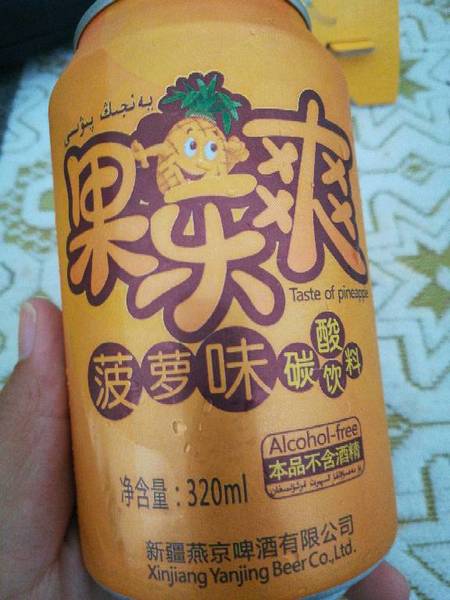 果乐爽
Taste of pineapple
菠萝味碳酸饮料
Alcohol-free
本品不含酒精
净含量：320ml
新疆燕京啤酒有限公司
Xinjiang Yanjing Beer Co., Ltd.